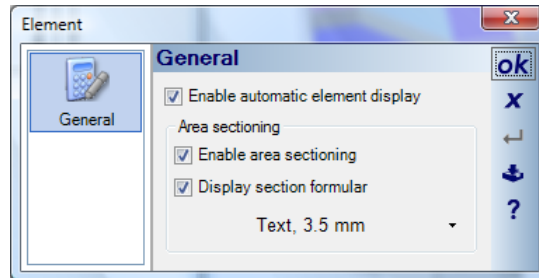 Element
General
General
Enable automatic element display
Area sectioning
Enable area sectioning
Display section formular
Text, 3.5 mm
ok
x
?